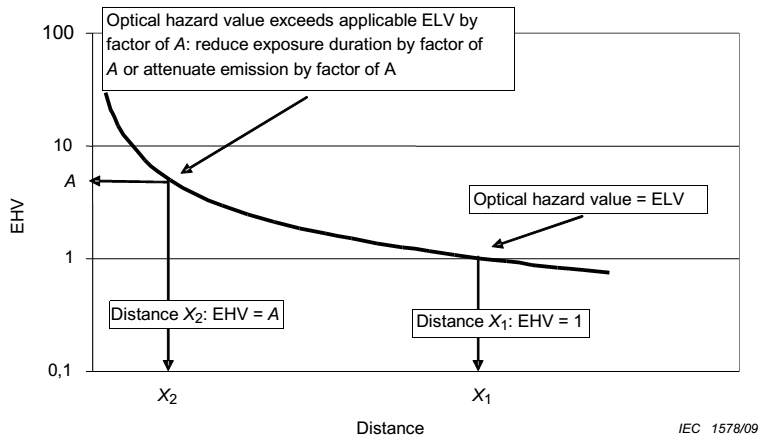 Optical hazard value exceeds applicable ELV by
factor of A: reduce exposure duration by factor of
A or attenuate emission by factor of A
100
10
A
EHV
Optical hazard value = ELV
1
Distance X2: EHV = A
Distance X1: EHV = 1
0,1
X2
X1
Distance
IEC 1578/09